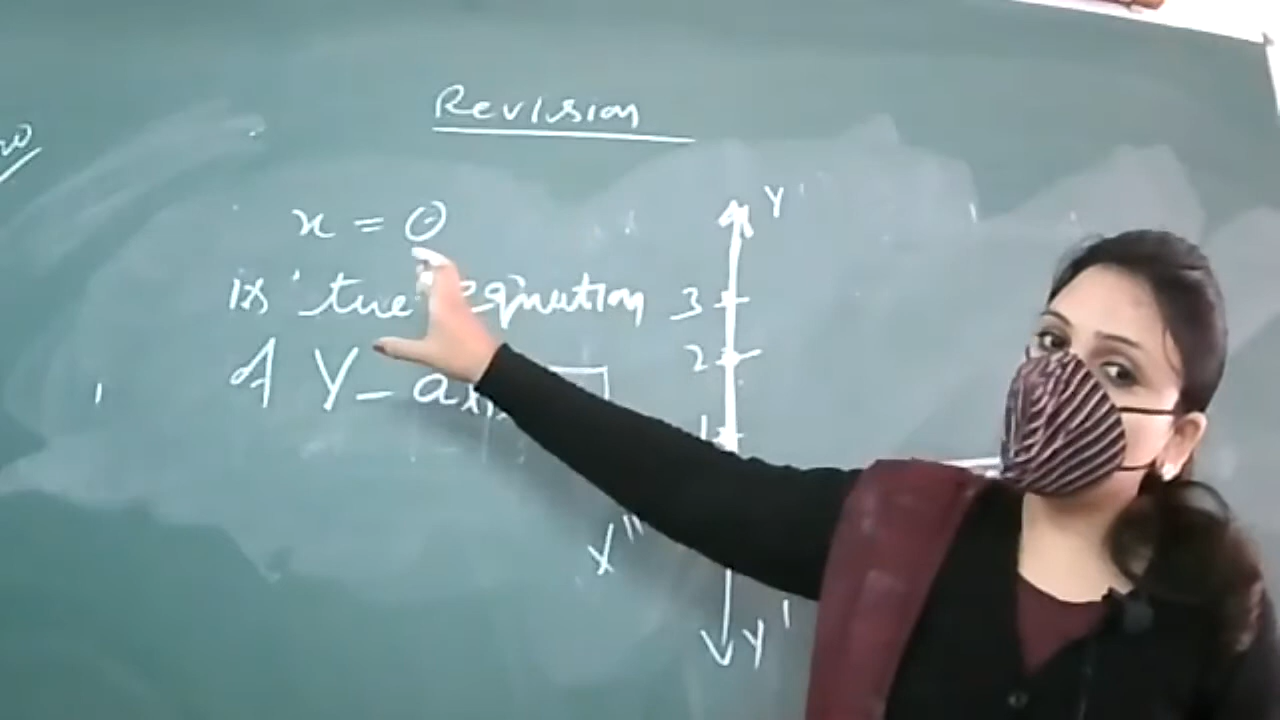 Revision
x = 0
is the equation
of Y-axis
Y'
3
2
1
X"
Y'